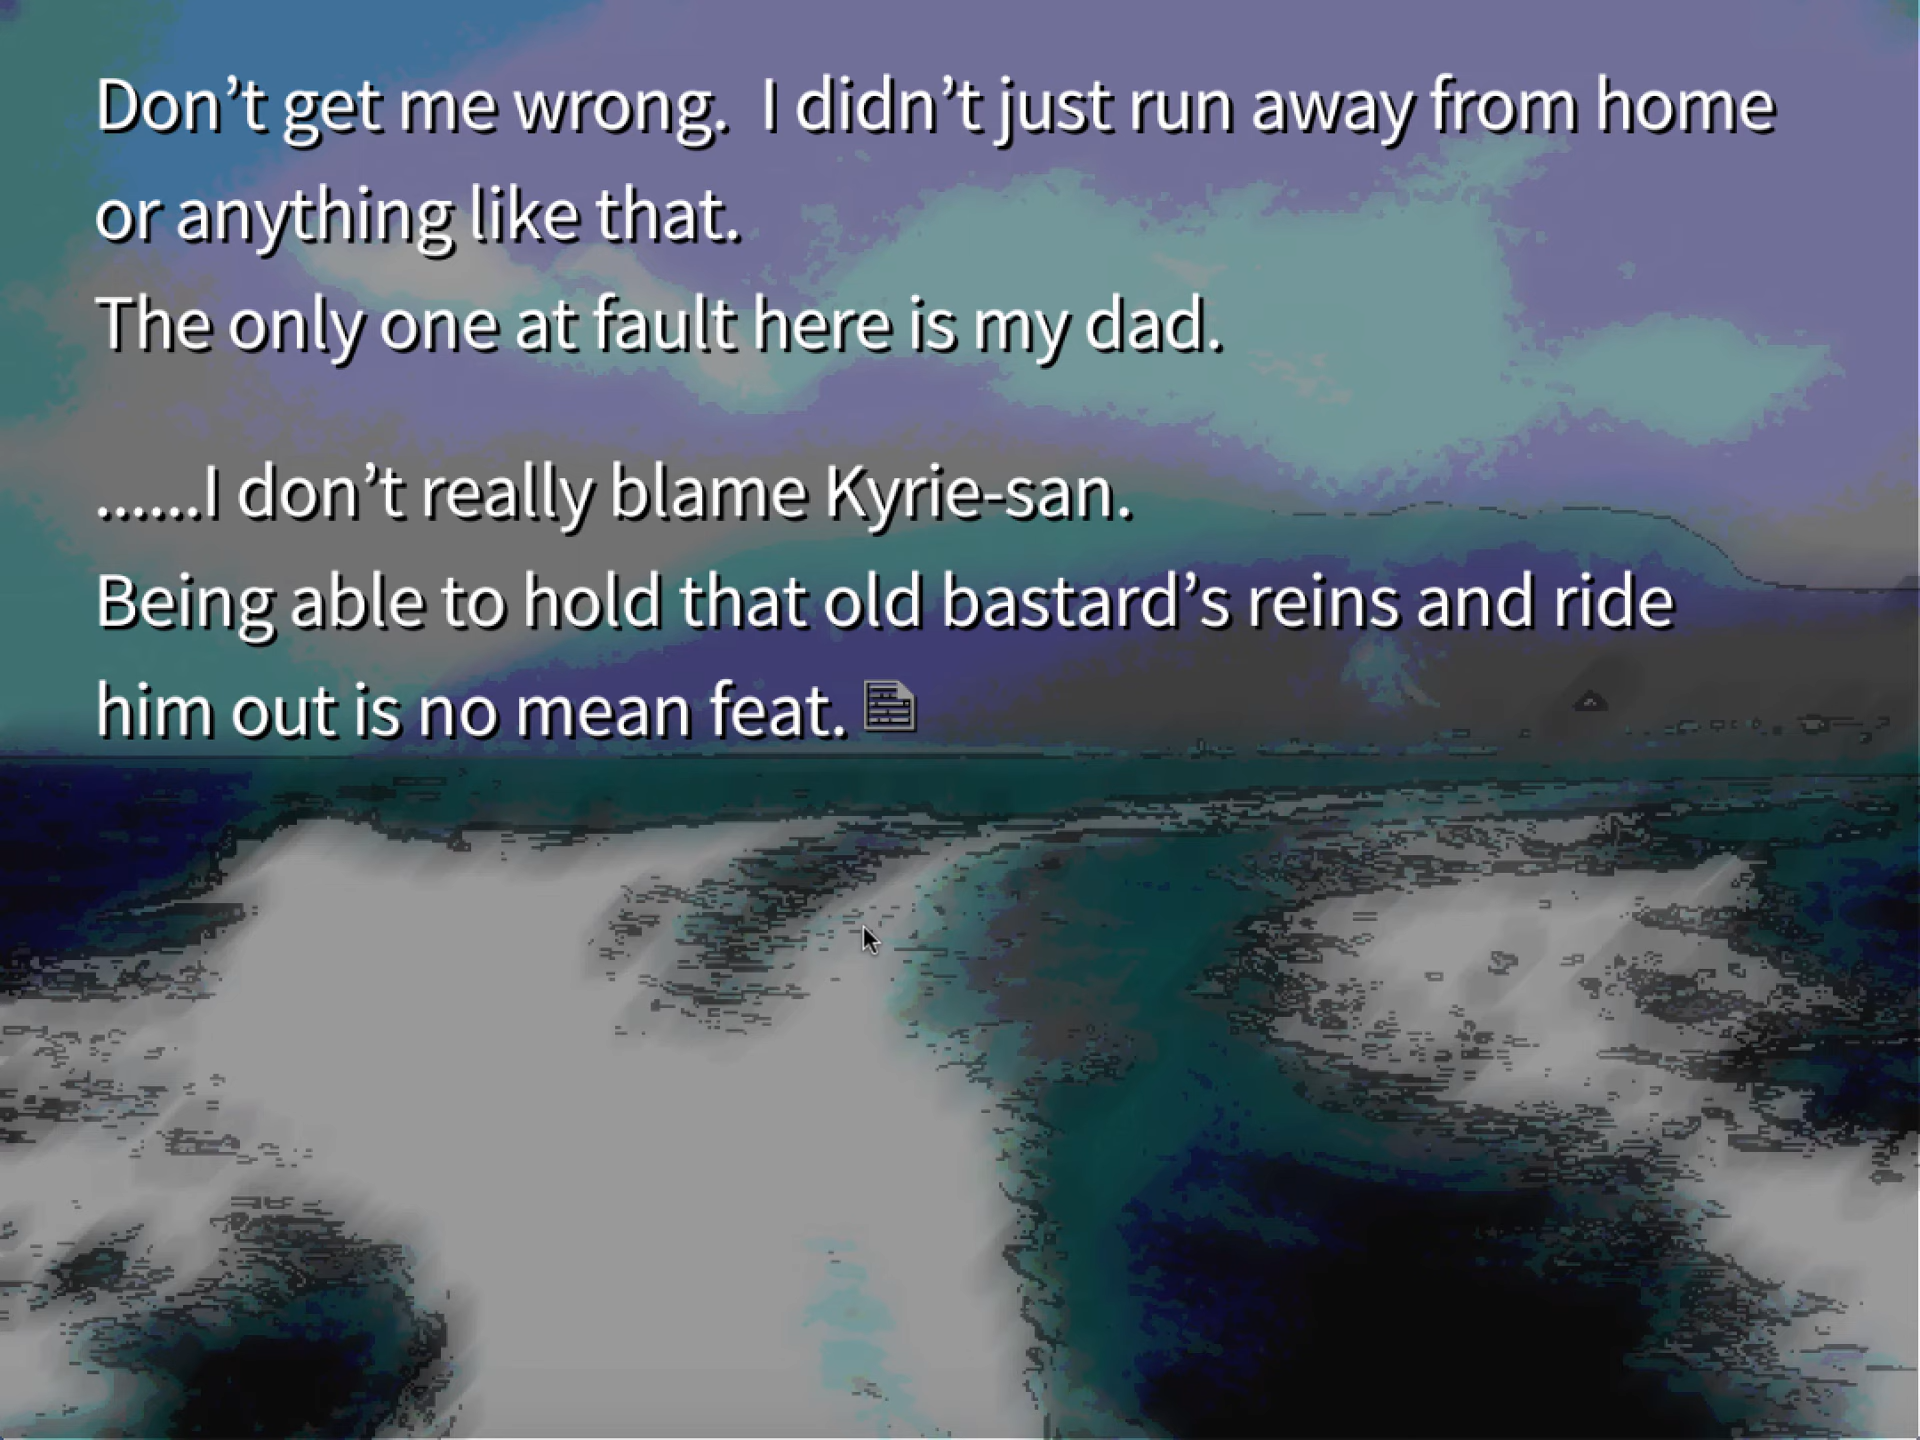 Don’t get me wrong.  I didn’t just run away from home
or anything like that.
The only one at fault here is my dad.
......I don’t really blame Kyrie-san.
Being able to hold that old bastard’s reins and ride
him out is no mean feat.